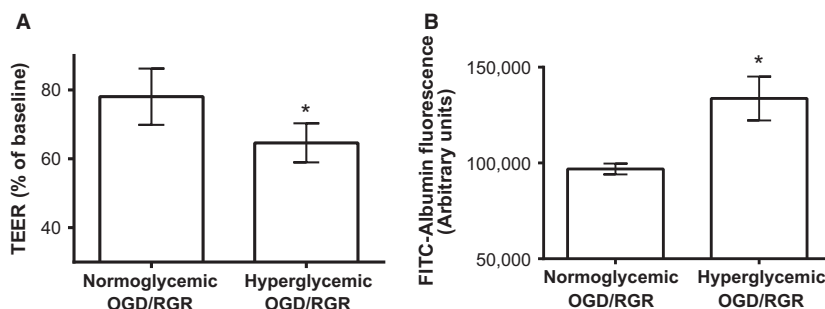 A
TEER (% of baseline)
80
60
40
*
Normoglycemic
OGD/RGR
Hyperglycemic
OGD/RGR
B
FITC-Albumin fluorescence
(Arbitrary units)
150,000
100,000
50,000
*
Normoglycemic
OGD/RGR
Hyperglycemic
OGD/RGR